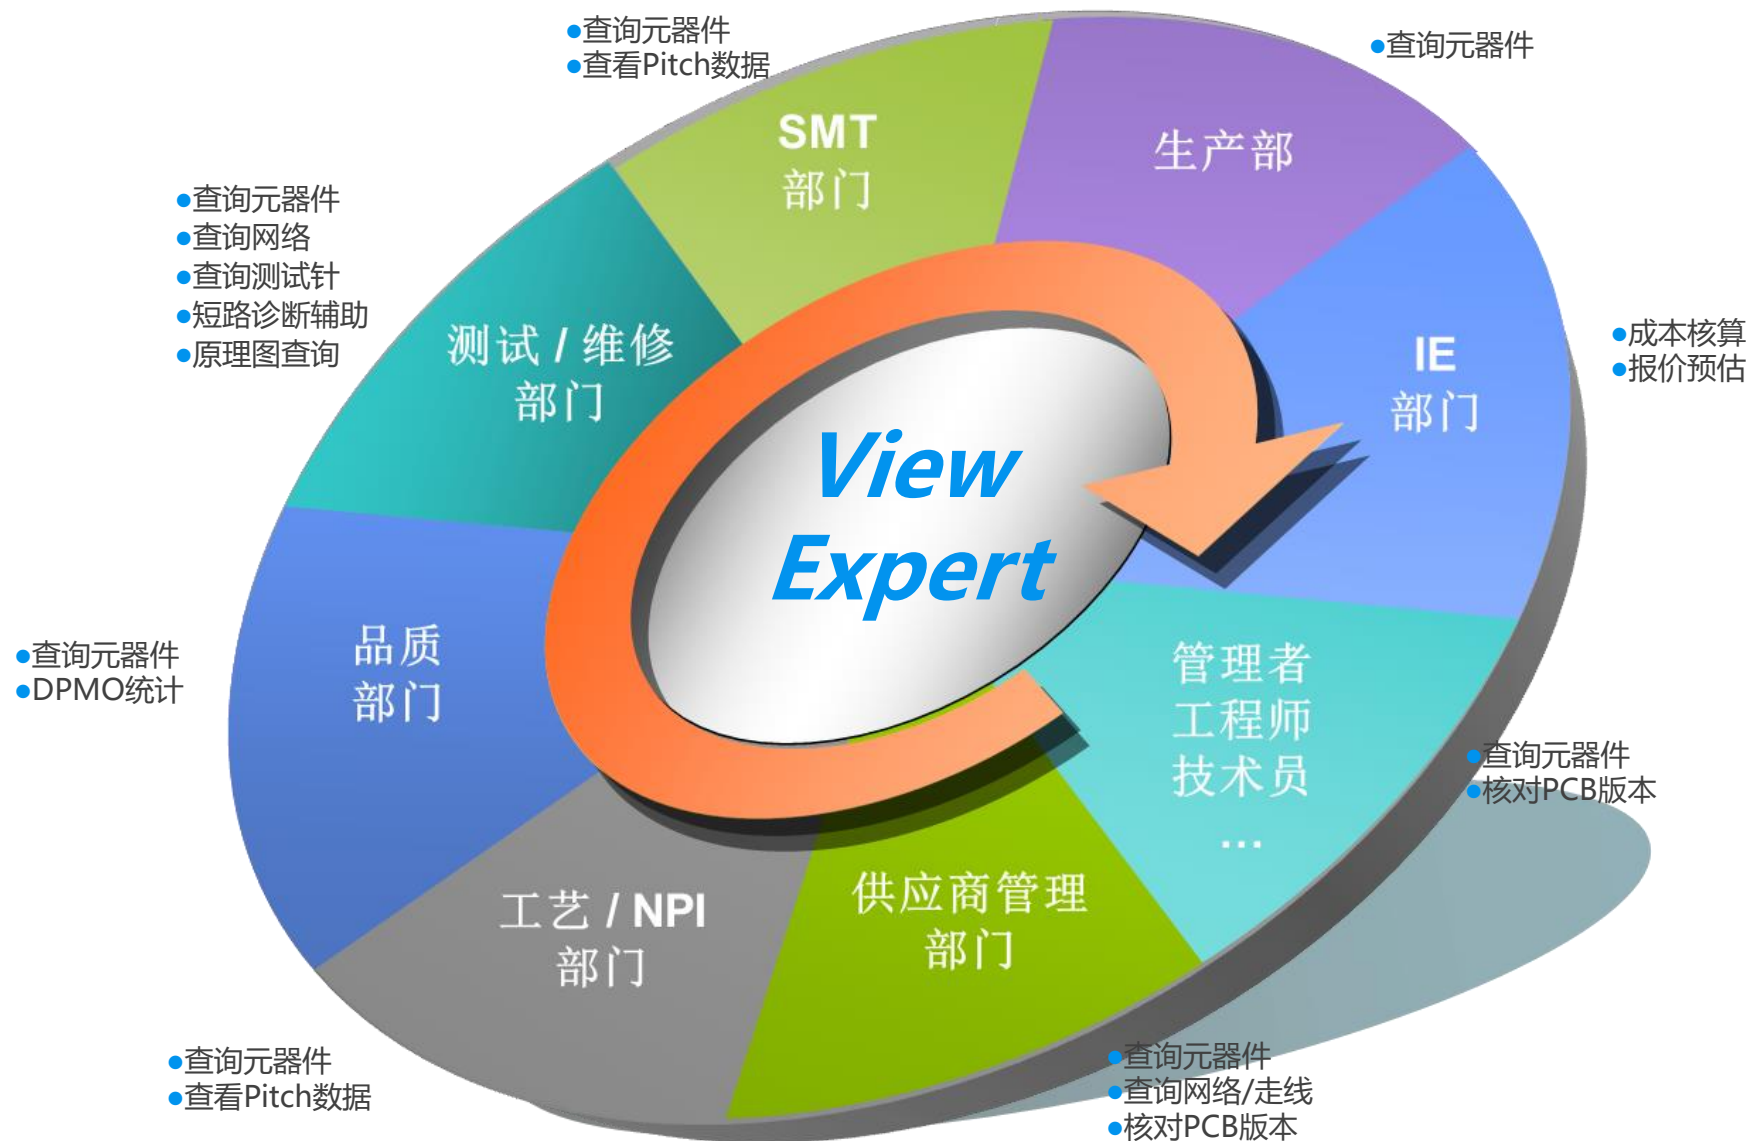 ●查询元器件
●查看Pitch数据
●查询元器件
SMT
部门
生产部
●查询元器件
●查询网络
●查询测试针
●短路诊断辅助
●原理图查询
测试 / 维修
部门
IE
部门
●成本核算
●报价预估
View
Expert
品质
部门
●查询元器件
●DPMO统计
管理者
工程师
技术员
...
●查询元器件
●核对PCB版本
工艺 / NPI
部门
供应商管理
部门
●查询元器件
●查看Pitch数据
●查询元器件
●查询网络/走线
●核对PCB版本